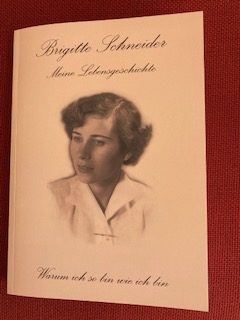 Brigitte Schneider
Meine Lebensgeschichte
Warum ich so bin wie ich bin